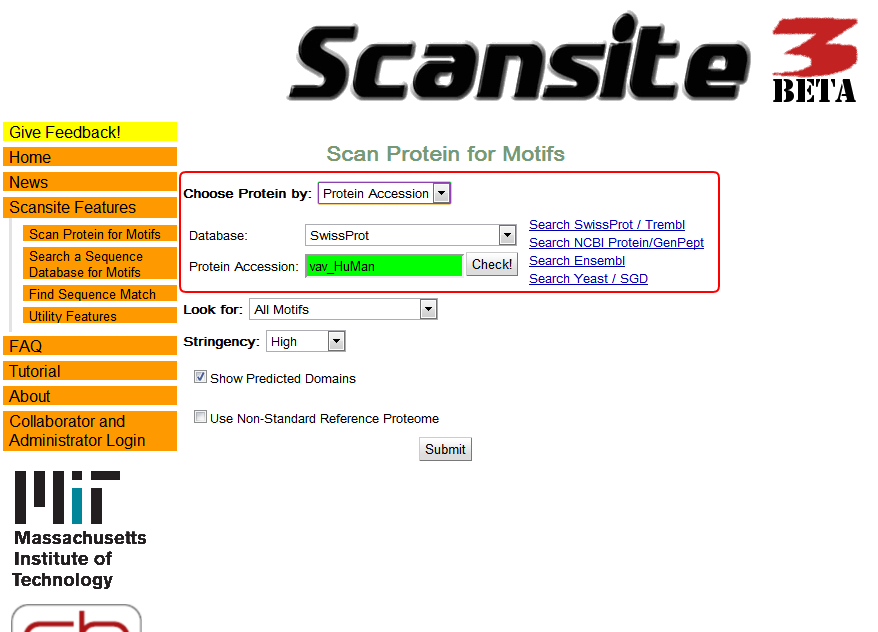 Scansite 3
BETA
Give Feedback!
Home
News
Scansite Features
Scan Protein for Motifs
Search a Sequence
Database for Motifs
Find Sequence Match
Utility Features
FAQ
Tutorial
About
Collaborator and
Administrator Login
MIT
Massachusetts
Institute of
Technology
Scan Protein for Motifs
Choose Protein by: Protein Accession
Database: SwissProt
Protein Accession: vav_HuMan Check!
Search SwissProt / Trembl
Search NCBI Protein/GenPept
Search Ensembl
Search Yeast / SGD
Look for: All Motifs
Stringency: High
Show Predicted Domains
Use Non-Standard Reference Proteome
Submit